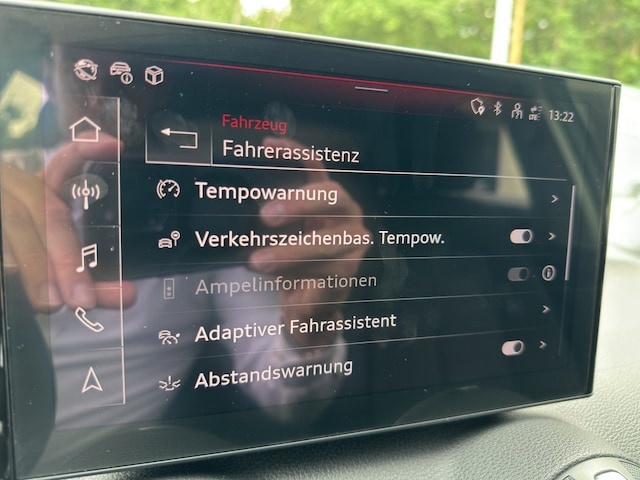 13:22
Fahrzeug
Fahrerassistenz
Tempowarnung
Verkehrszeichenbas. Tempow.
Ampelinformationen
Adaptiver Fahrassistent
Abstandswarnung